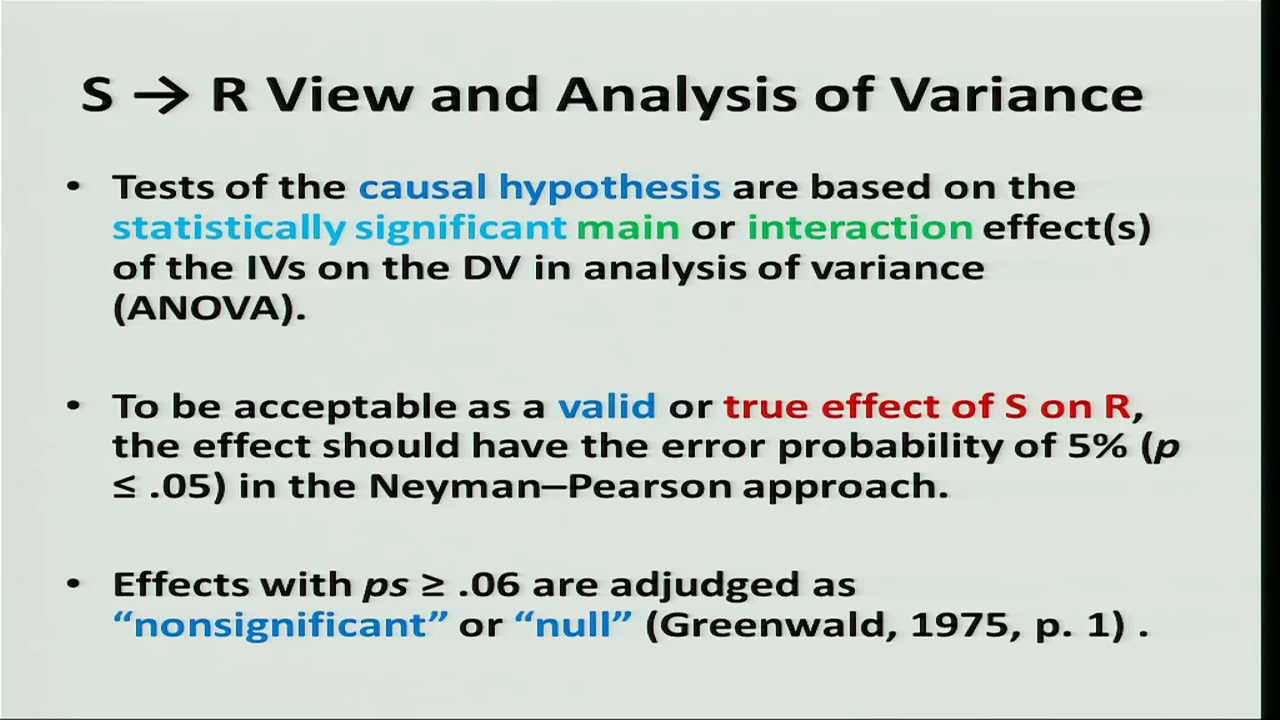 S → R View and Analysis of Variance
• Tests of the causal hypothesis are based on the
statistically significant main or interaction effect(s)
of the IVs on the DV in analysis of variance
(ANOVA).
• To be acceptable as a valid or true effect of S on R,
the effect should have the error probability of 5% (p
≤ .05) in the Neyman–Pearson approach.
• Effects with ps ≥ .06 are adjudged as
“nonsignificant” or “null” (Greenwald, 1975, p. 1) .